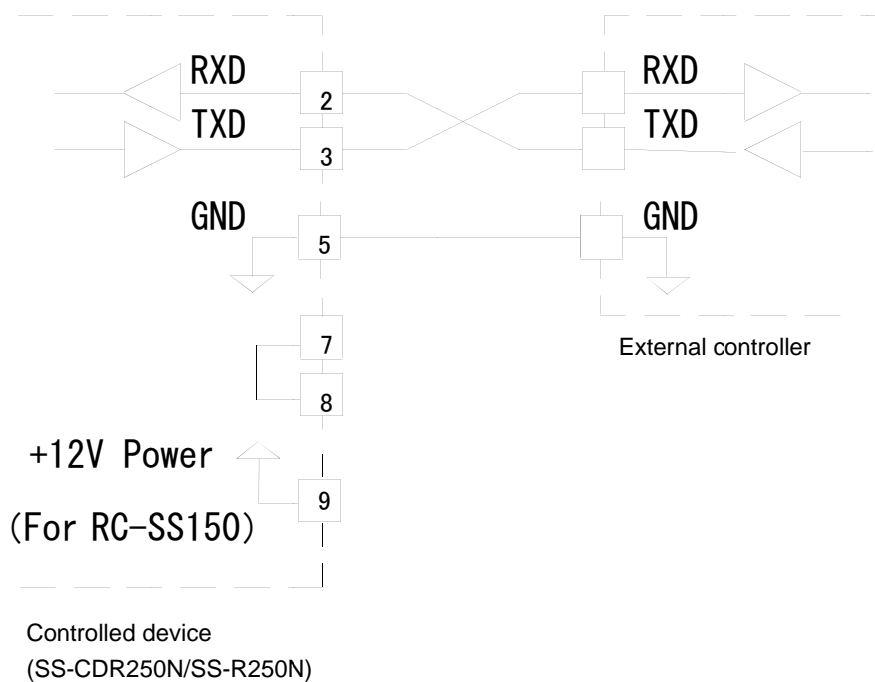 RXD
2
RXD
TXD
3
TXD
GND
5
GND
7
External controller
8
+12V Power
9
(For RC-SS150)
Controlled device
(SS-CDR250N/SS-R250N)